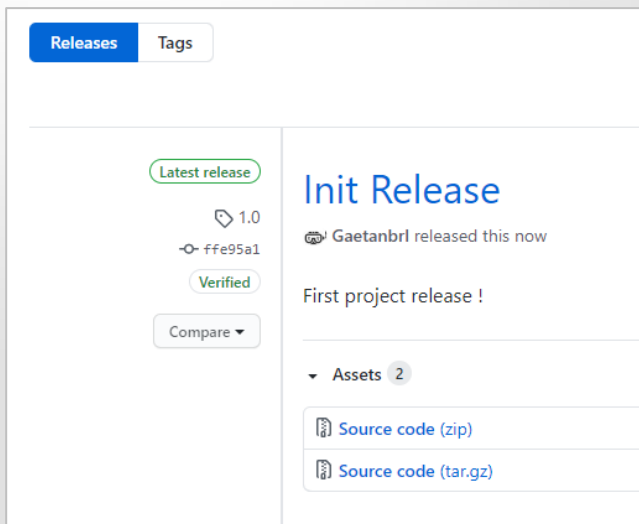 Releases Tags
Latest release
1.0
ffe95a1
Verified
Compare
Init Release
Gaetanbrl released this now
First project release !
Assets 2
Source code (zip)
Source code (tar.gz)